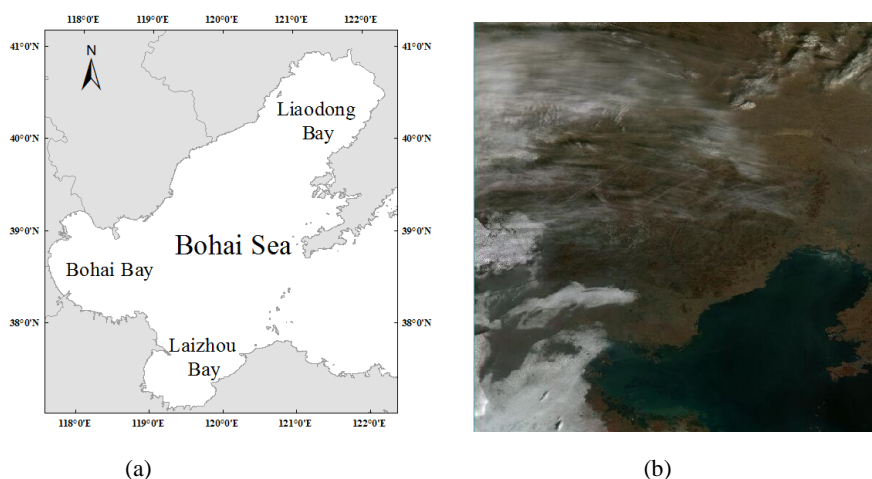 118°0'E 119°0'E 120°0'E 121°0'E 122°0'E
41°0'N 41°0'N
N
Liaodong
Bay
40°0'N 40°0'N
39°0'N 39°0'N
Bohai Sea
Bohai Bay
38°0'N 38°0'N
Laizhou
Bay
118°0'E 119°0'E 120°0'E 121°0'E 122°0'E
(a) (b)